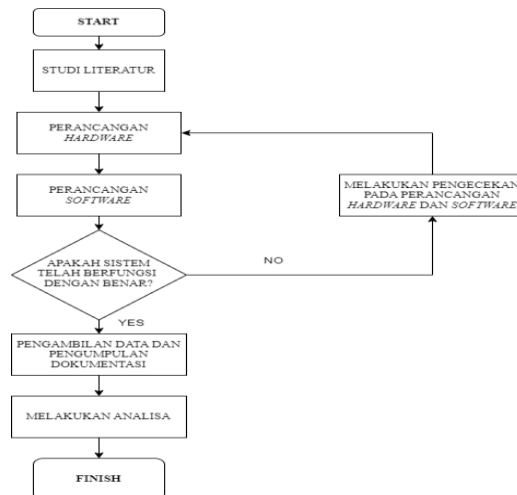 START
STUDI LITERATUR
PERANCANGAN
HARDWARE
PERANCANGAN
SOFTWARE
MELAKUKAN PENGECEKAN
PADA PERANCANGAN
HARDWARE DAN SOFTWARE
APAKAH SISTEM
TELAH BERFUNGSI
DENGAN BENAR?
NO
YES
PENGAMBILAN DATA DAN
PENGUMPULAN
DOKUMENTASI
MELAKUKAN ANALISA
FINISH